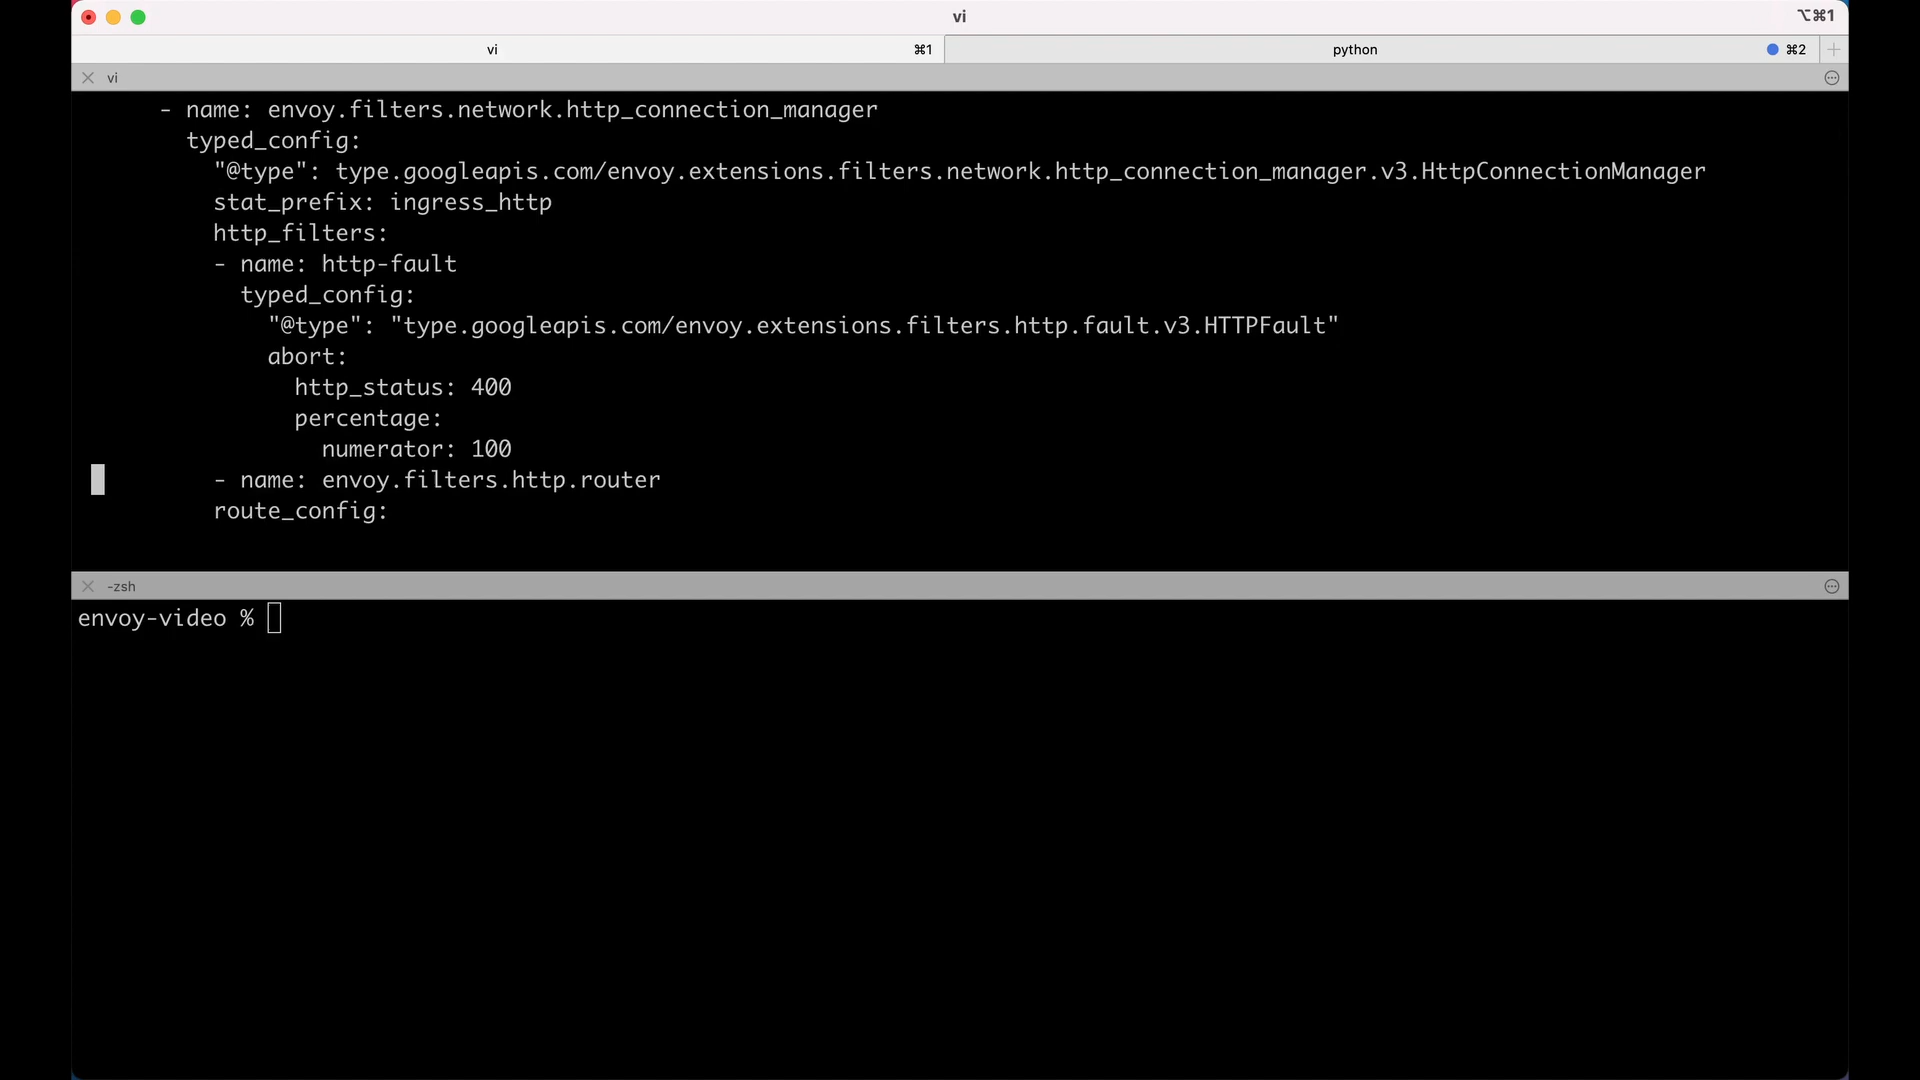 vi
⌥⌘1
vi ⌘1
python ⌘2
vi
- name: envoy.filters.network.http_connection_manager
typed_config:
"@type": type.googleapis.com/envoy.extensions.filters.network.http_connection_manager.v3.HttpConnectionManager
stat_prefix: ingress_http
http_filters:
- name: http-fault
typed_config:
"@type": "type.googleapis.com/envoy.extensions.filters.http.fault.v3.HTTPFault"
abort:
http_status: 400
percentage:
numerator: 100
- name: envoy.filters.http.router
route_config:
-zsh
envoy-video %